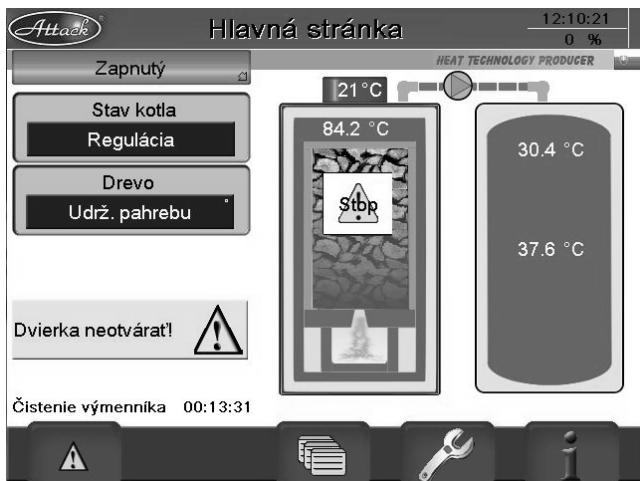 Attack
Hlavná stránka
12:10:21
0 %
HEAT TECHNOLOGY PRODUCER
Zapnutý
Stav kotla
Regulácia
Drevo
Udrž. pahrebu
Dvierka neotvárať!
Čistenie výmenníka 00:13:31
21°C
84.2 °C
Stop
30.4 °C
37.6 °C